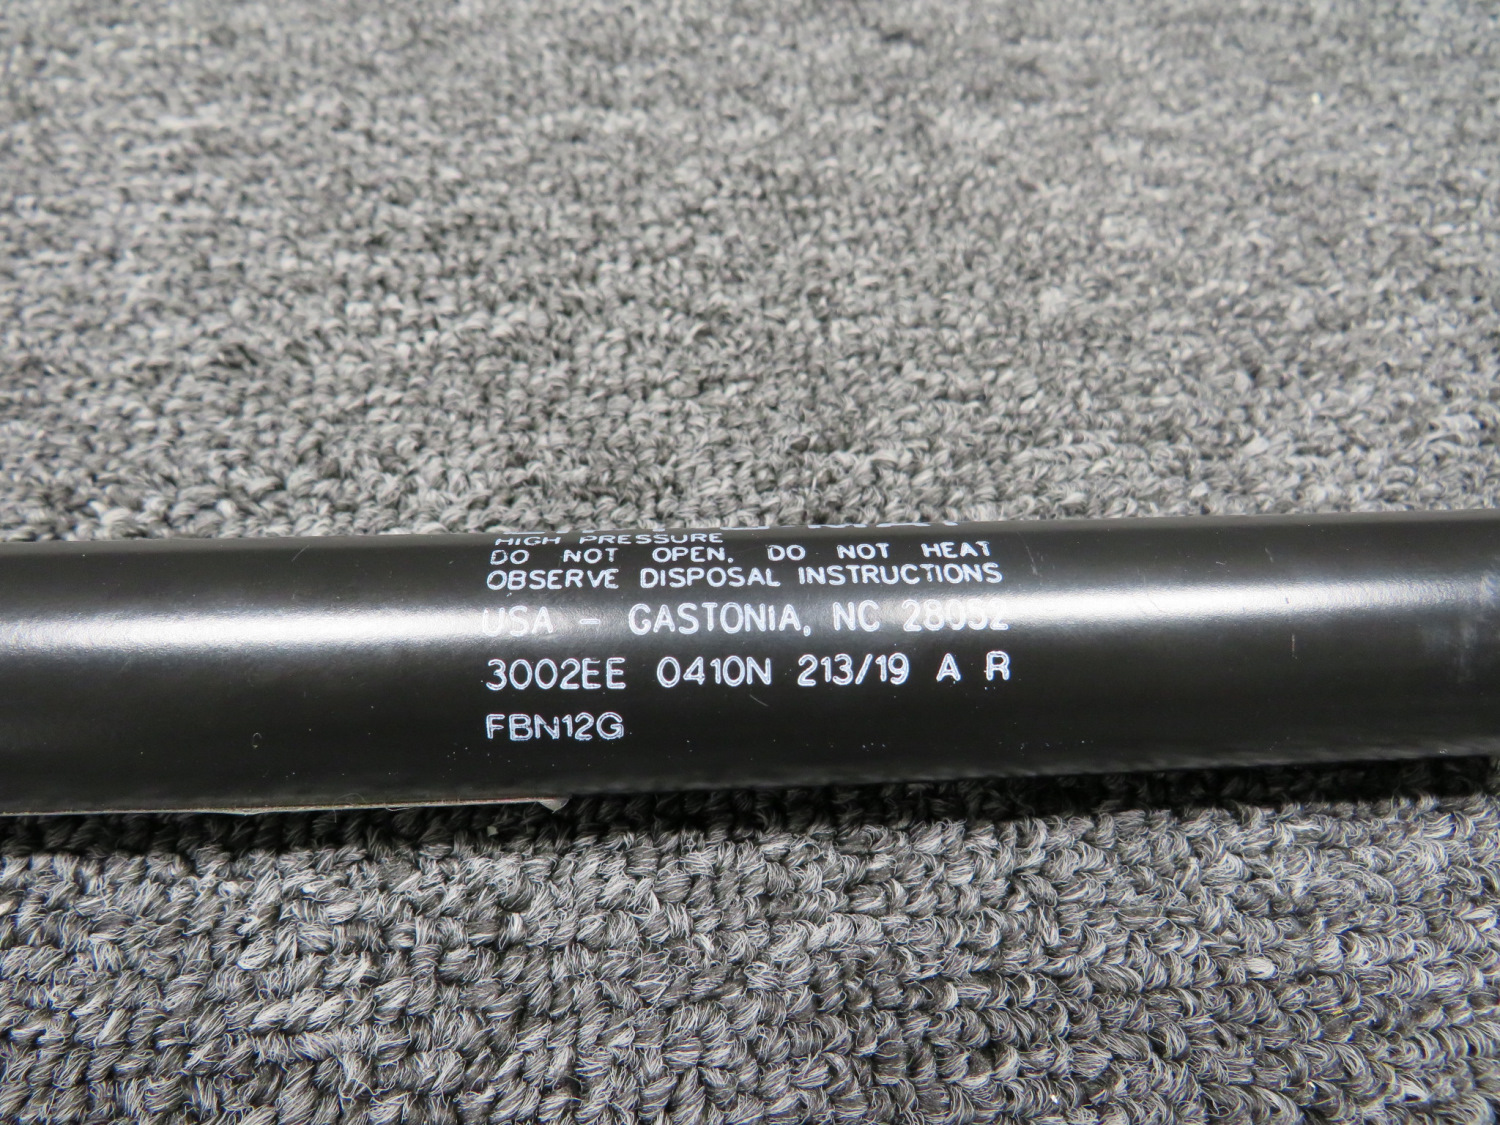 HIGH PRESSURE
DO NOT OPEN. DO NOT HEAT
OBSERVE DISPOSAL INSTRUCTIONS
USA - GASTONIA, NC 28052
3002EE 0410N 213/19 A R
FBN12G